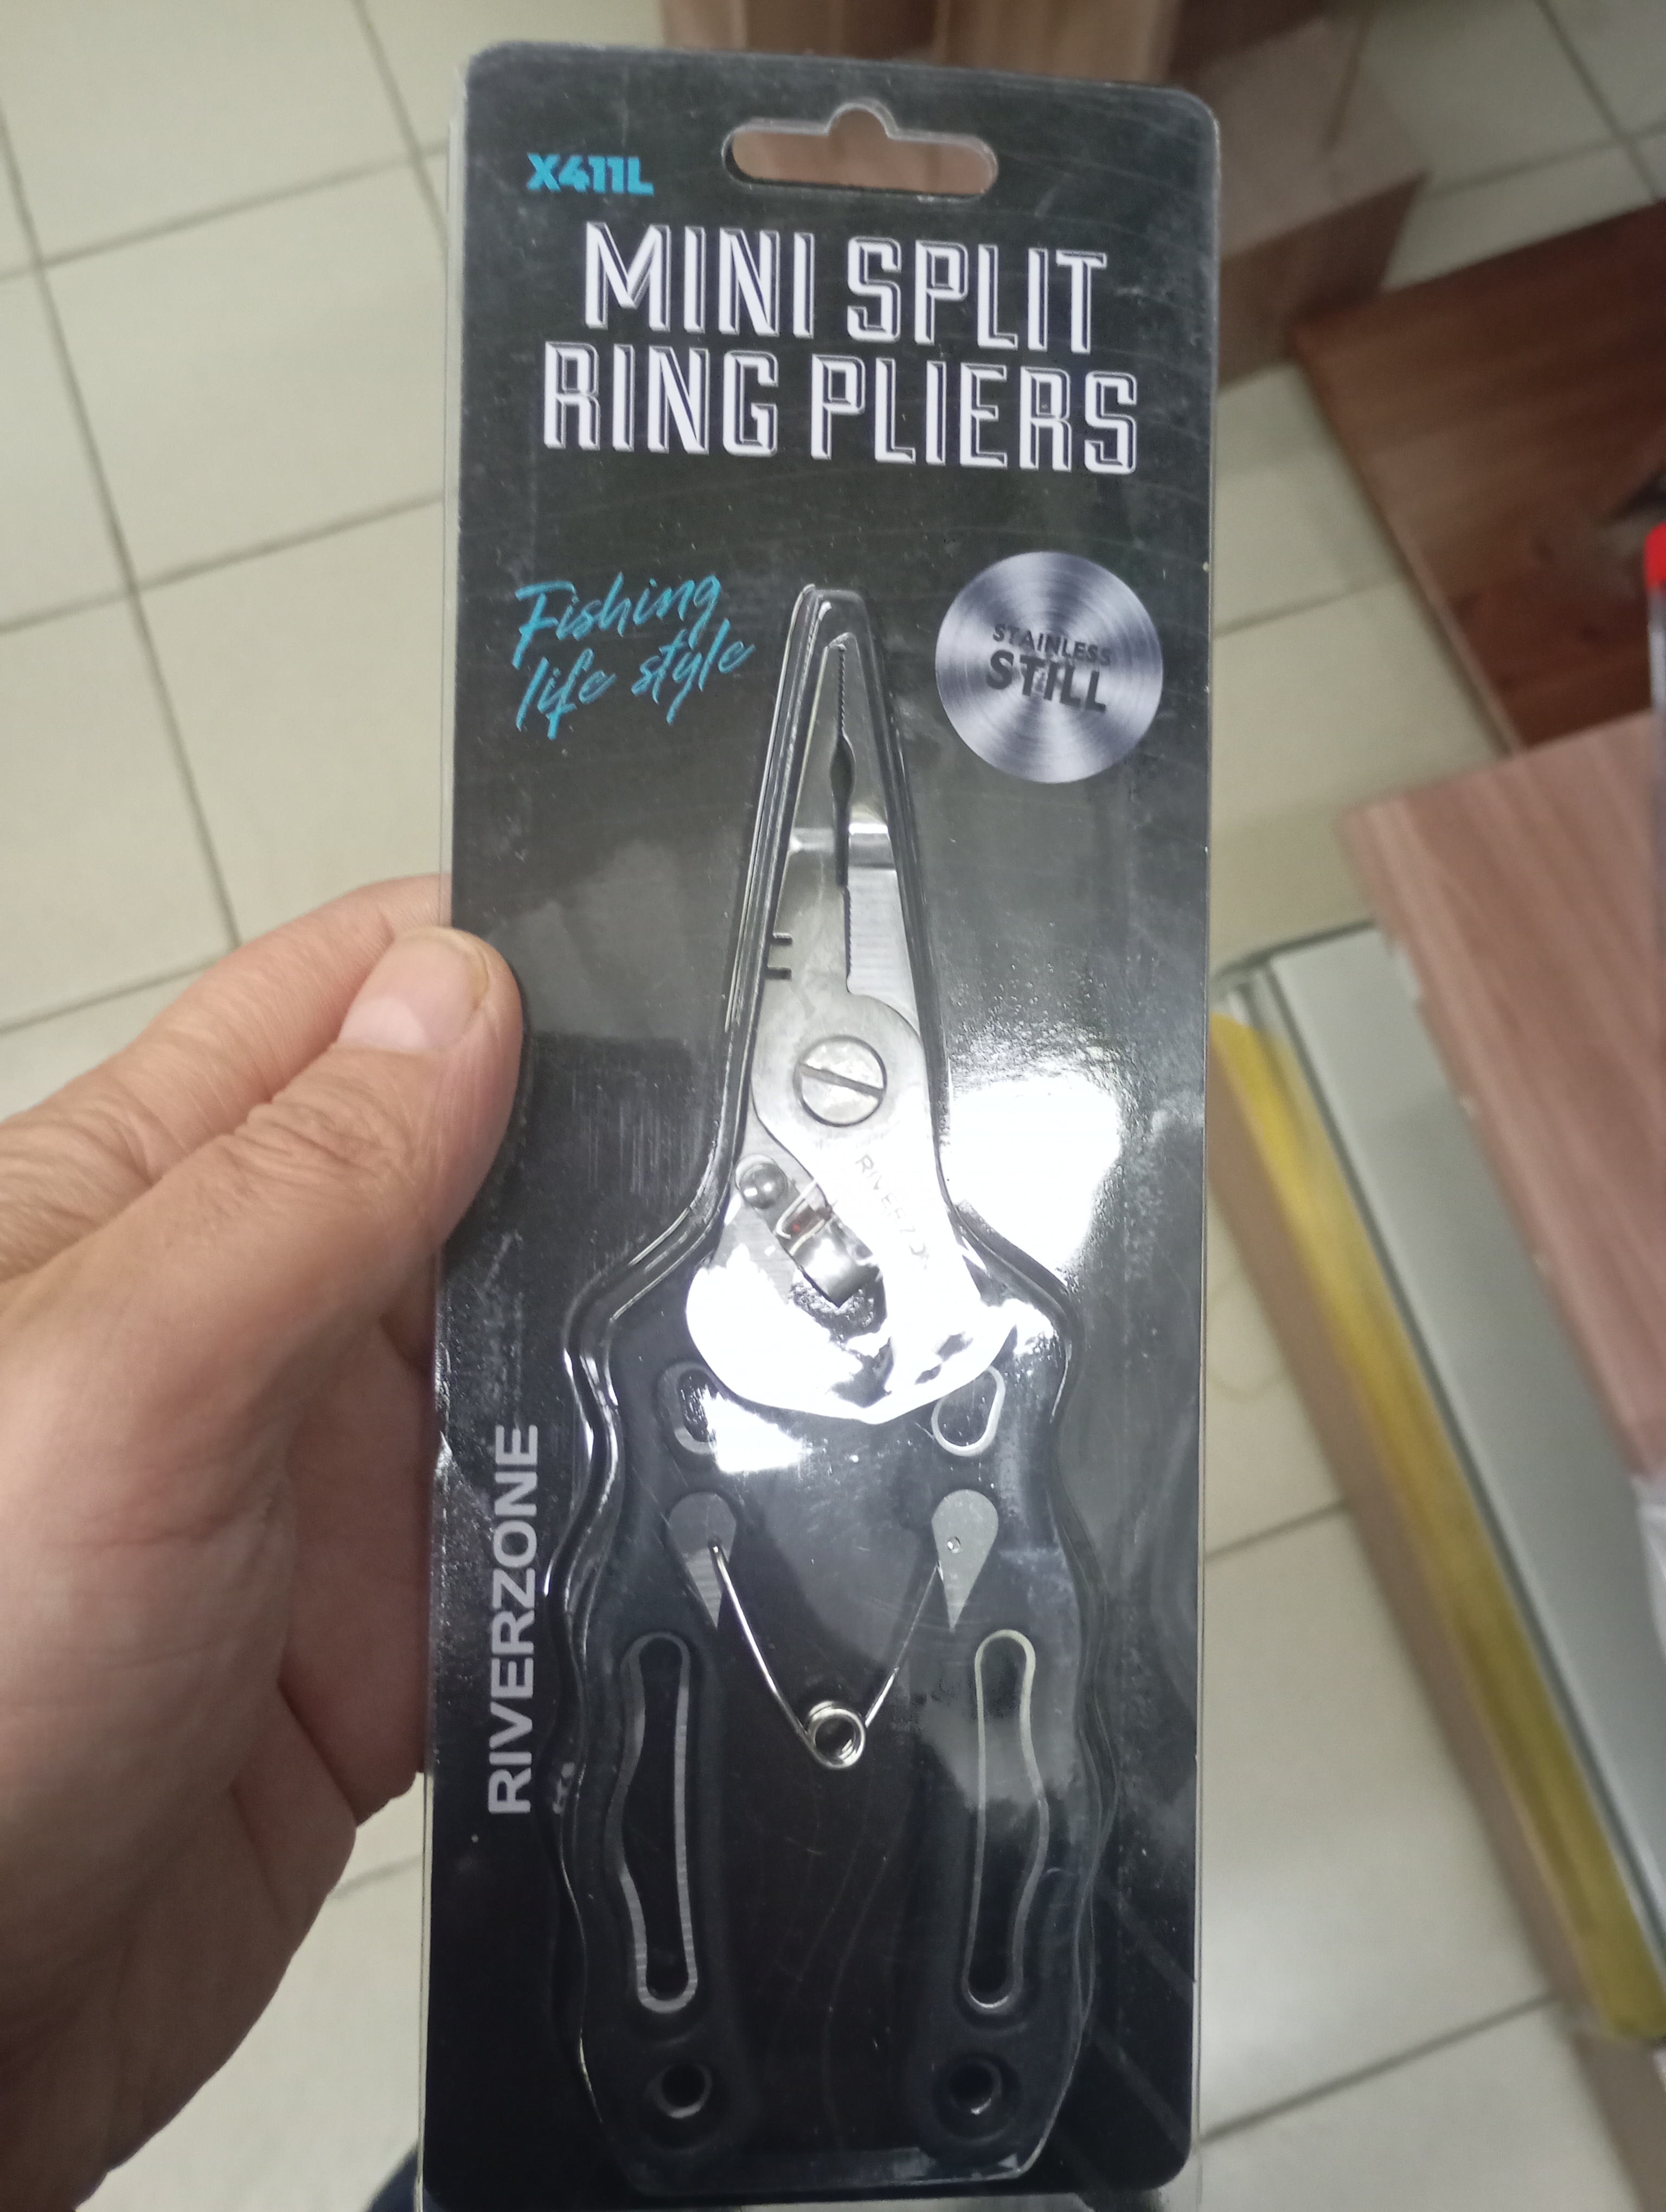 X411L
MINI SPLIT
RING PLIERS
Fishing
life style
STAINLESS
STILL
RIVERZONE